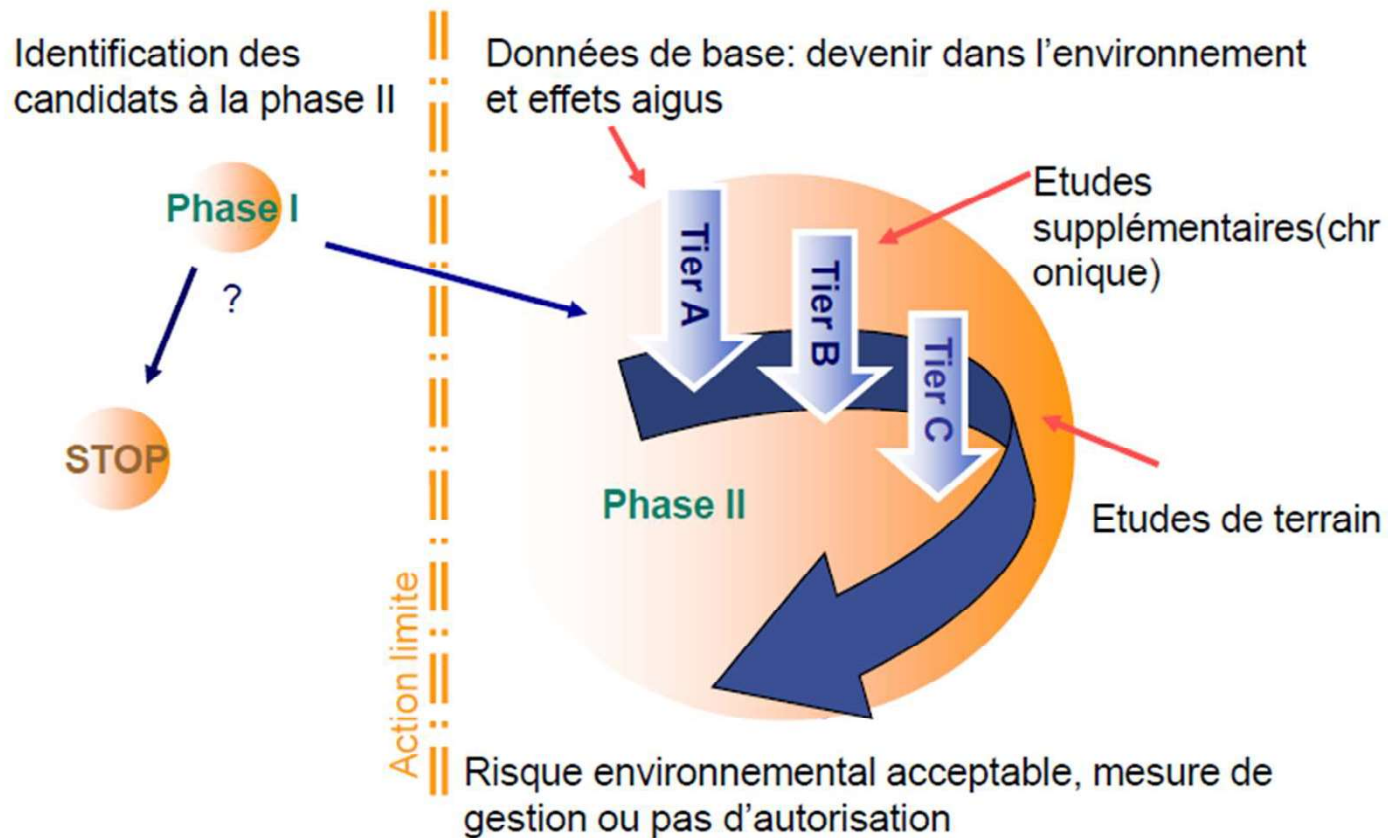 Identification des
candidats à la phase II
Phase I
?
STOP
Action limite
Données de base: devenir dans l'environnement
et effets aigus
Tier A
Tier B
Tier C
Etudes
supplémentaires(chr
onique)
Phase II
Etudes de terrain
Risque environmental acceptable, mesure de
gestion ou pas d'autorisation